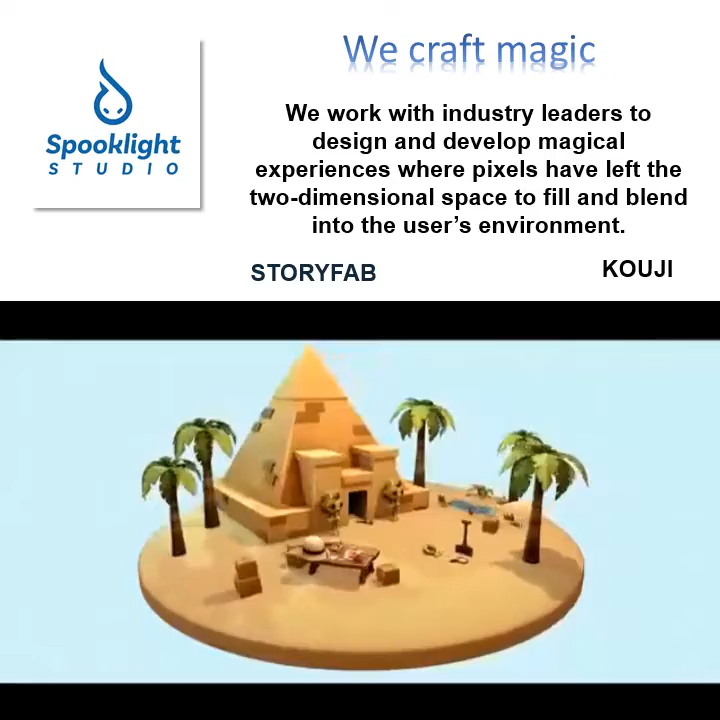 We craft magic
Spooklight
STUDIO
We work with industry leaders to
design and develop magical
experiences where pixels have left the
two-dimensional space to fill and blend
into the user’s environment.
STORYFAB
KOUJI